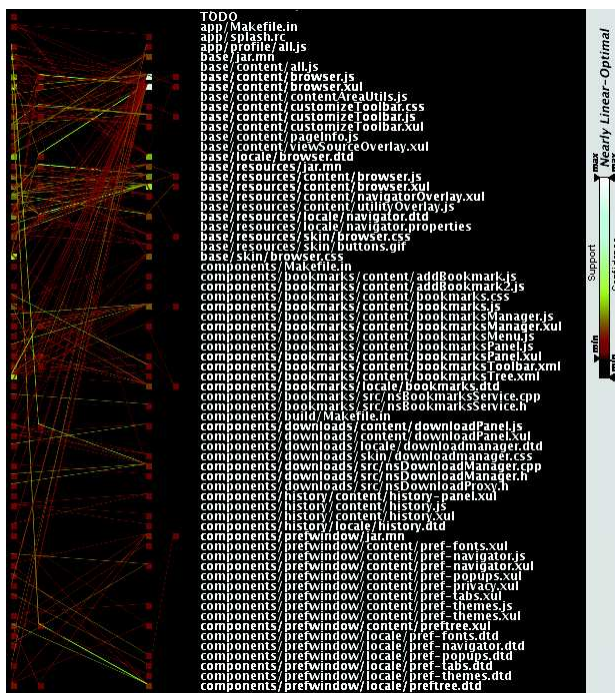 TODO
app/Makefile.in
app/splash.rc
app/profile/all.js
base/jar.mn
base/content/all.js
base/content/browser.js
base/content/browser.xul
base/content/contentAreaUtils.js
base/content/customizeToolbar.css
base/content/customizeToolbar.js
base/content/customizeToolbar.xul
base/content/pageInfo.js
base/content/viewSourceOverlay.xul
base/locale/browser.dtd
base/resources/jar.mn
base/resources/content/browser.js
base/resources/content/browser.xul
base/resources/content/navigatorOverlay.xul
base/resources/content/utilityOverlay.js
base/resources/locale/navigator.dtd
base/resources/locale/navigator.properties
base/resources/skin/browser.css
base/resources/skin/buttons.gif
base/skin/browser.css
components/Makefile.in
components/bookmarks/content/addBookmark.js
components/bookmarks/content/addBookmark2.js
components/bookmarks/content/bookmarks.css
components/bookmarks/content/bookmarks.js
components/bookmarks/content/bookmarksManager.js
components/bookmarks/content/bookmarksManager.xul
components/bookmarks/content/bookmarksMenu.js
components/bookmarks/content/bookmarksPanel.js
components/bookmarks/content/bookmarksPanel.xul
components/bookmarks/content/bookmarksToolbar.xml
components/bookmarks/content/bookmarksTree.xml
components/bookmarks/locale/bookmarks.dtd
components/bookmarks/src/nsBookmarksService.cpp
components/bookmarks/src/nsBookmarksService.h
components/build/Makefile.in
components/downloads/content/downloadPanel.js
components/downloads/content/downloadPanel.xul
components/downloads/locale/downloadmanager.dtd
components/downloads/skin/downloadmanager.css
components/downloads/src/nsDownloadManager.cpp
components/downloads/src/nsDownloadManager.h
components/downloads/src/nsDownloadProxy.h
components/history/content/history-panel.xul
components/history/content/history.js
components/history/content/history.xul
components/history/locale/history.dtd
components/prefwindow/jar.mn
components/prefwindow/content/pref-fonts.xul
components/prefwindow/content/pref-navigator.js
components/prefwindow/content/pref-navigator.xul
components/prefwindow/content/pref-popups.xul
components/prefwindow/content/pref-privacy.xul
components/prefwindow/content/pref-tabs.xul
components/prefwindow/content/pref-themes.js
components/prefwindow/content/pref-themes.xul
components/prefwindow/content/preftree.xul
components/prefwindow/locale/pref-fonts.dtd
components/prefwindow/locale/pref-navigator.dtd
components/prefwindow/locale/pref-popups.dtd
components/prefwindow/locale/pref-tabs.dtd
components/prefwindow/locale/pref-themes.dtd
components/prefwindow/locale/preftree.dtd
Nearly Linear-Optimal
max
max
Support
min
min